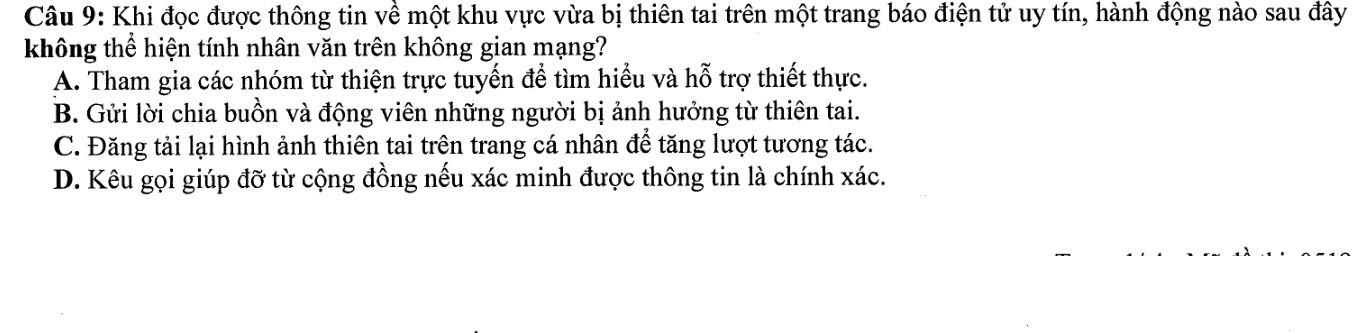 Câu 9: Khi đọc được thông tin về một khu vực vừa bị thiên tai trên một trang báo điện tử uy tín, hành động nào sau đây
không thể hiện tính nhân văn trên không gian mạng?
A. Tham gia các nhóm từ thiện trực tuyến để tìm hiểu và hỗ trợ thiết thực.
B. Gửi lời chia buồn và động viên những người bị ảnh hưởng từ thiên tai.
C. Đăng tải lại hình ảnh thiên tai trên trang cá nhân để tăng lượt tương tác.
D. Kêu gọi giúp đỡ từ cộng đồng nếu xác minh được thông tin là chính xác.